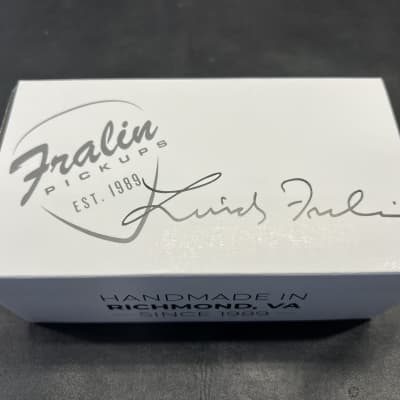 Fralin
PICKUPS
EST. 1989
Lindy Fralin
HANDMADE IN
RICHMOND, VA
SINCE 1989